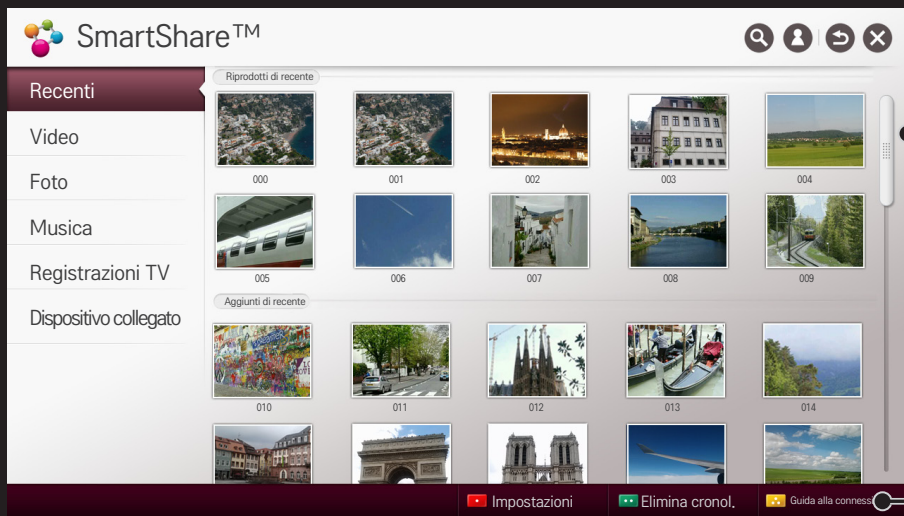 SmartShare™
Recenti
Video
Foto
Musica
Registrazioni TV
Dispositivo collegato
Riprodotti di recente
000 001 002 003 004
005 006 007 008 009
Aggiunti di recente
010 011 012 013 014
Impostazioni Elimina cronol. Guida alla